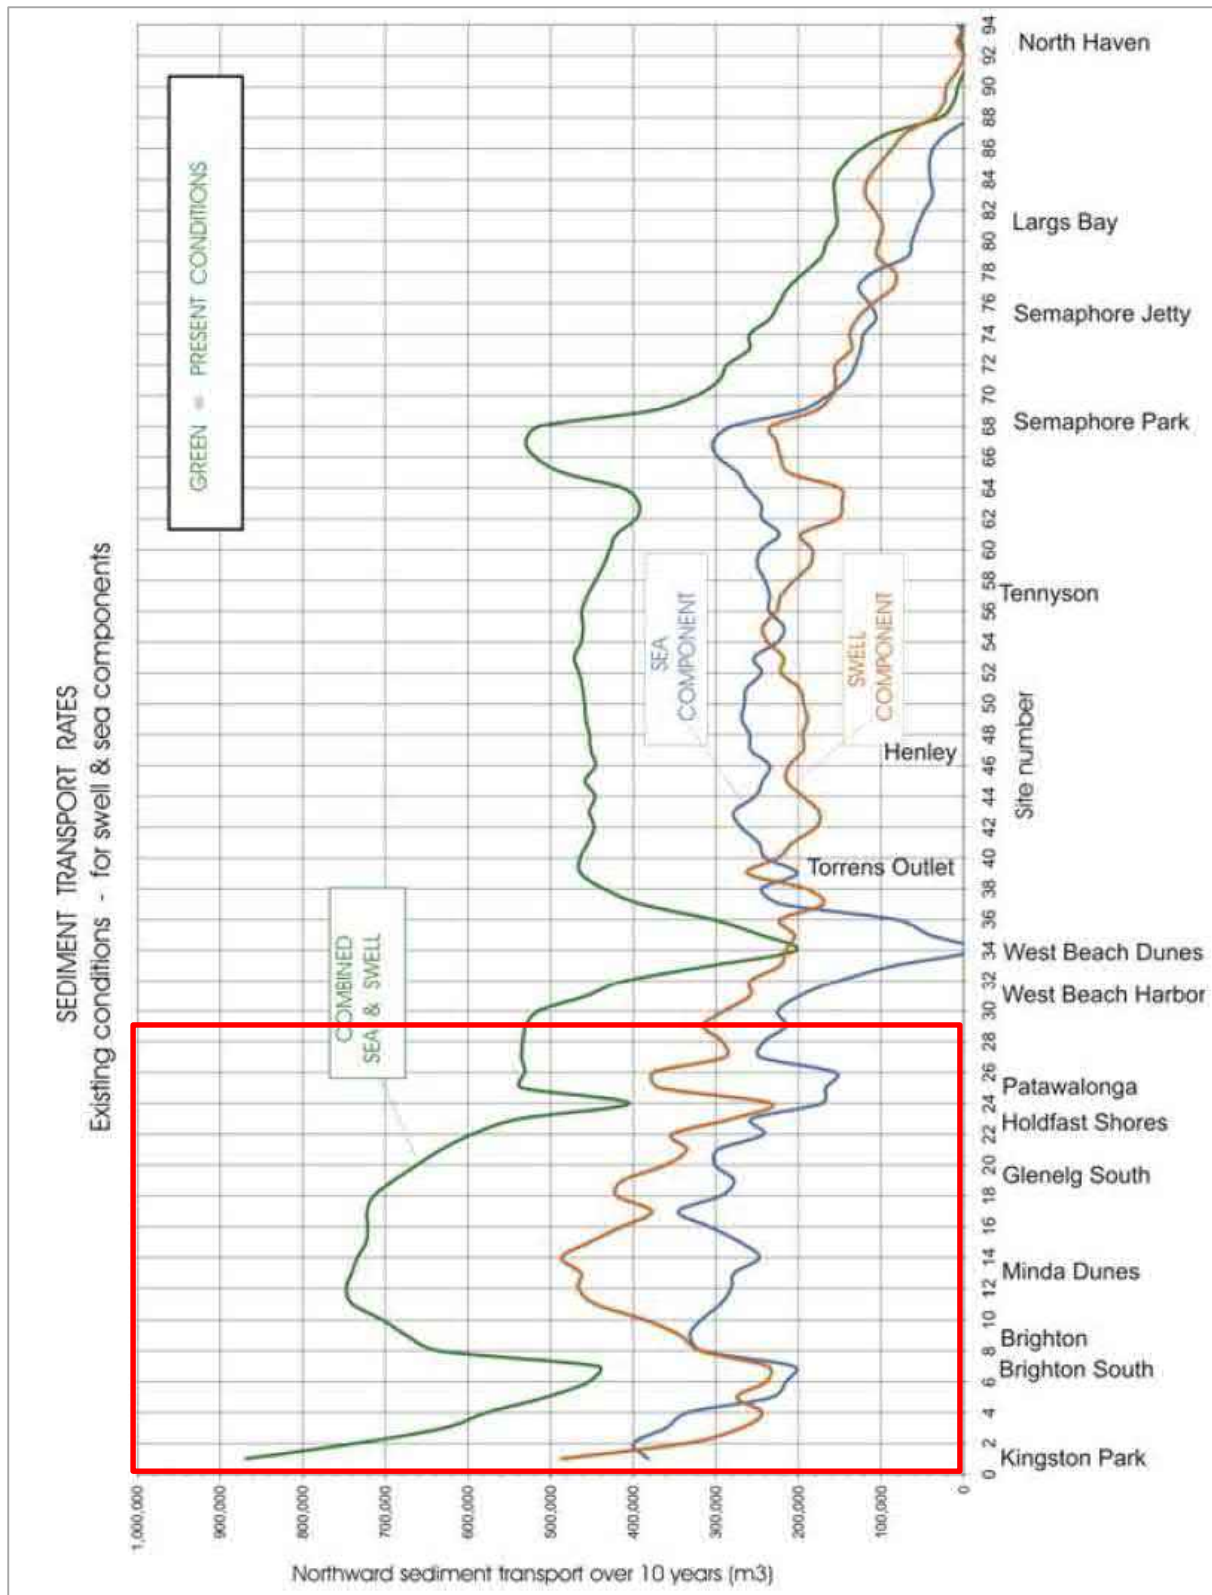 SEDIMENT TRANSPORT RATES
Existing conditions - for swell & sea components
GREEN = PRESENT CONDITIONS
COMBINED
SEA & SWELL
SEA
COMPONENT
SWELL
COMPONENT
94
92
90
88
86
84
82
80
78
76
74
72
70
68
66
64
62
60
58
56
54
52
50
48
46
44
42
40
38
36
34
32
30
28
26
24
22
20
18
16
14
12
10
8
6
4
2
0
North Haven
Largs Bay
Semaphore Jetty
Semaphore Park
Tennyson
Henley
Site number
Torrens Outlet
West Beach Dunes
West Beach Harbor
Patawalonga
Holdfast Shores
Glenelg South
Minda Dunes
Brighton
Brighton South
Kingston Park
1,000,000
900,000
800,000
700,000
600,000
500,000
400,000
300,000
200,000
100,000
0
Northward sediment transport over 10 years (m3)